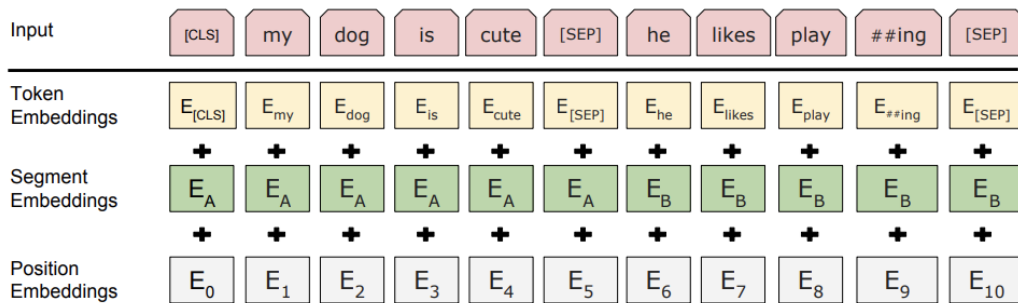 Input [CLS] my dog is cute [SEP] he likes play ##ing [SEP]
Token Embeddings E[CLS] Emy Edog Eis Ecute E[SEP] Ehe Elikes Eplay E##ing E[SEP]
+ + + + + + + + + + +
Segment Embeddings EA EA EA EA EA EA EB EB EB EB EB
+ + + + + + + + + + +
Position Embeddings E0 E1 E2 E3 E4 E5 E6 E7 E8 E9 E10